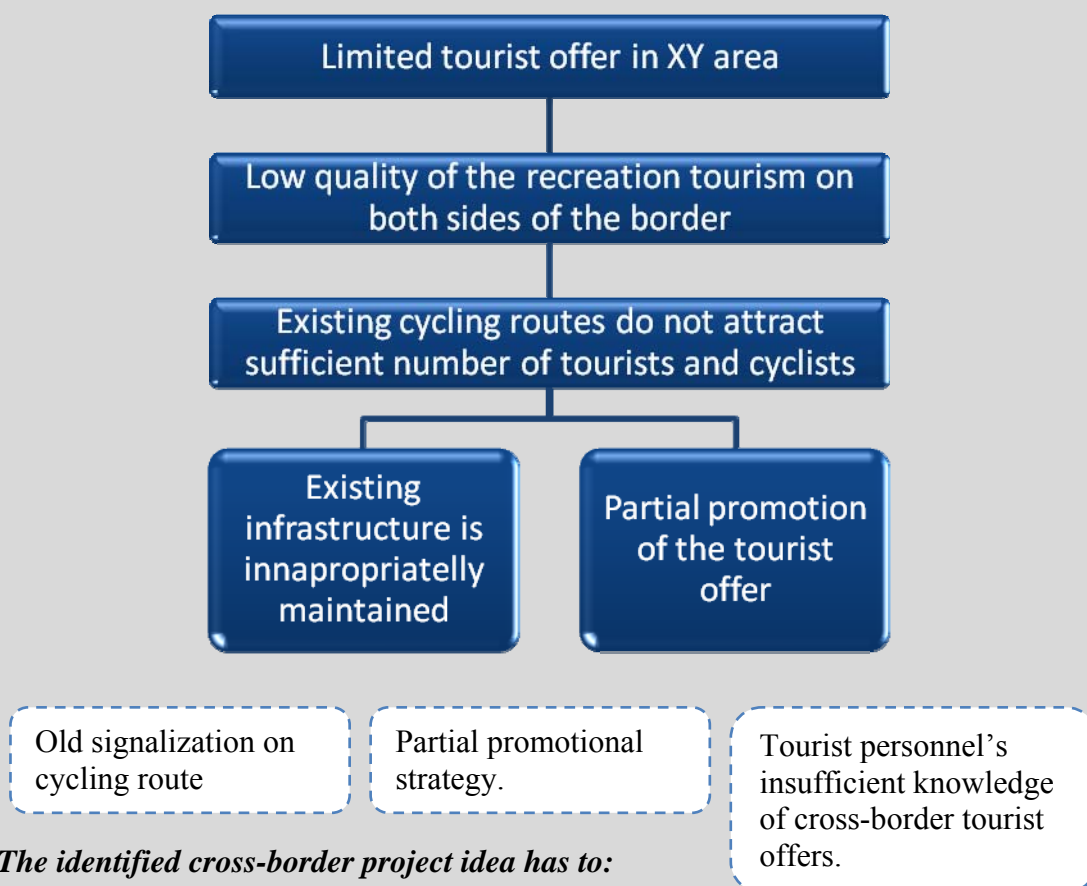 Limited tourist offer in XY area
Low quality of the recreation tourism on
both sides of the border
Existing cycling routes do not attract
sufficient number of tourists and cyclists
Existing
infrastructure is
innapropriatelly
maintained
Partial promotion
of the tourist
offer
Old signalization on
cycling route
Partial promotional
strategy.
Tourist personnel’s
insufficient knowledge
of cross-border tourist
offers.
The identified cross-border project idea has to: